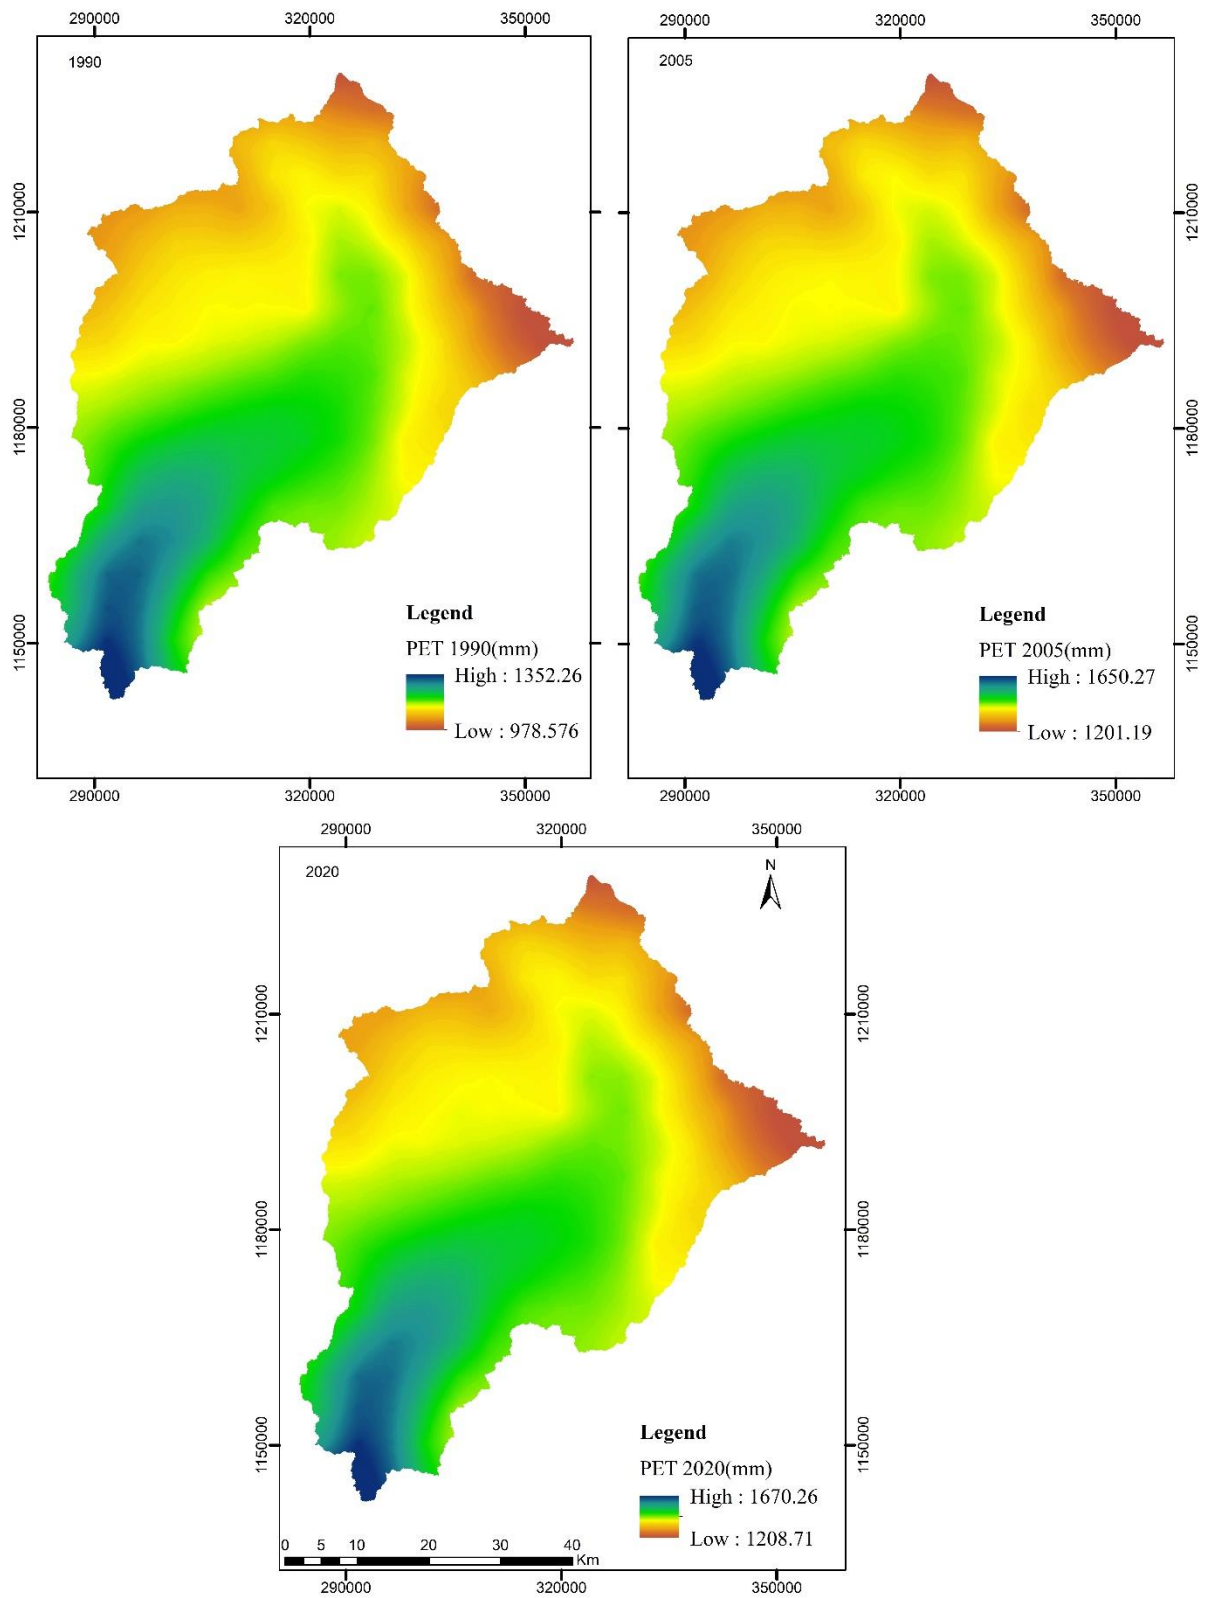 290000 320000 350000
290000 320000 350000
1990
2005
1210000
1210000
1180000
1180000
1150000
1150000
Legend
PET 1990(mm)
High : 1352.26
Low : 978.576
Legend
PET 2005(mm)
High : 1650.27
Low : 1201.19
290000 320000 350000
290000 320000 350000
290000 320000 350000
2020
N
1210000
1210000
1180000
1180000
1150000
1150000
Legend
PET 2020(mm)
High : 1670.26
Low : 1208.71
0 5 10 20 30 40
Km
290000 320000 350000